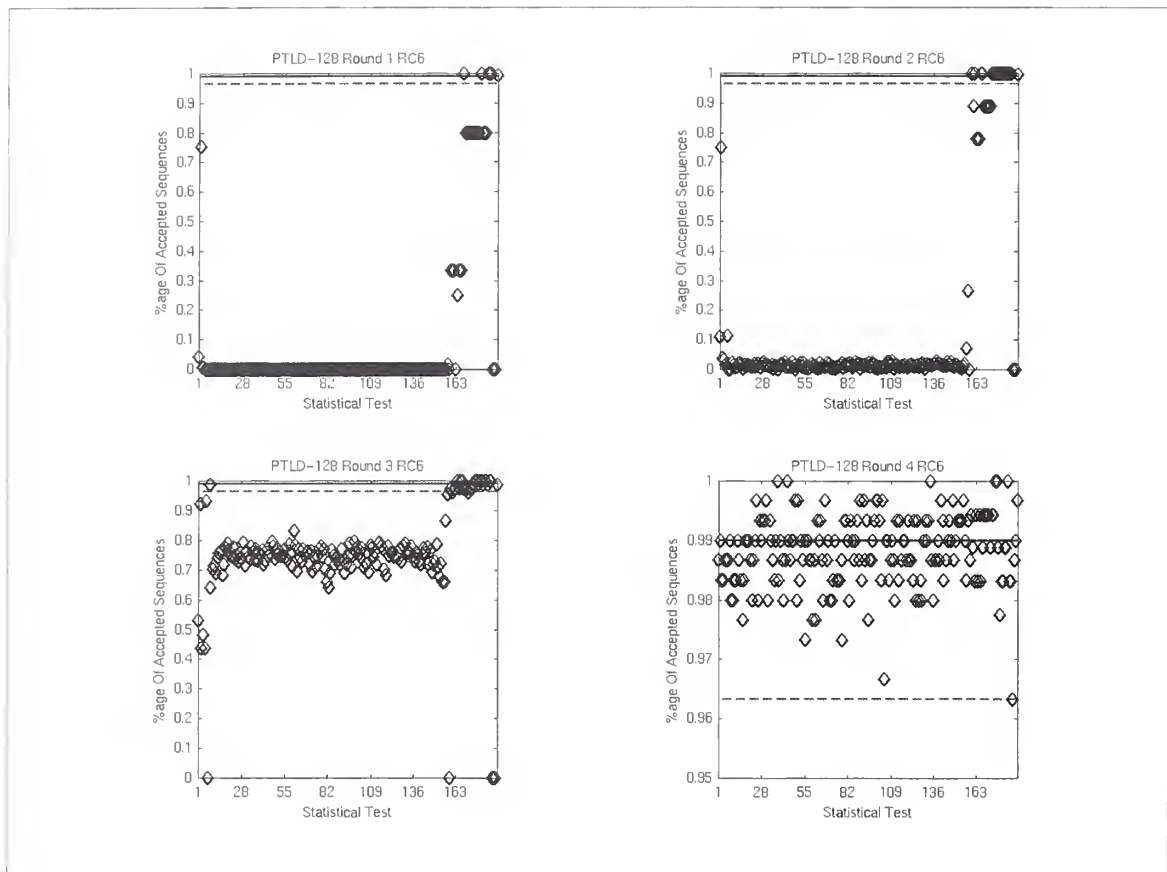 PTLD-128 Round 1 RC6
1
0.9
0.8
0.7
0.6
0.5
0.4
0.3
0.2
0.1
0
%age Of Accepted Sequences
1 28 55 82 109 136 163
Statistical Test
PTLD-128 Round 2 RC6
1
0.9
0.8
0.7
0.6
0.5
0.4
0.3
0.2
0.1
0
%age Of Accepted Sequences
1 28 55 82 109 136 163
Statistical Test
PTLD-128 Round 3 RC6
1
0.9
0.8
0.7
0.6
0.5
0.4
0.3
0.2
0.1
0
%age Of Accepted Sequences
1 28 55 82 109 136 163
Statistical Test
PTLD-128 Round 4 RC6
1
0.99
0.98
0.97
0.96
0.95
%age Of Accepted Sequences
1 28 55 82 109 136 163
Statistical Test